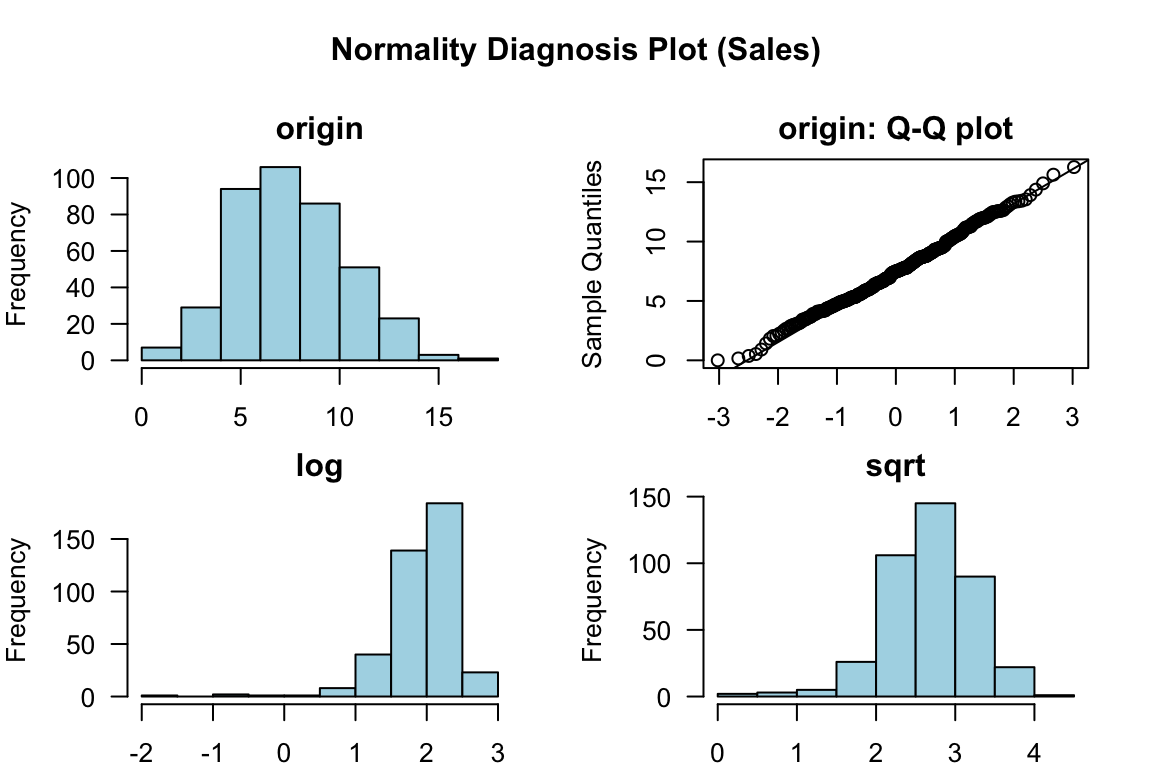 Normality Diagnosis Plot (Sales)
origin
Frequency
100
80
60
40
20
0
0 5 10 15
origin: Q-Q plot
Sample Quantiles
15
10
5
0
-3 -2 -1 0 1 2 3
log
Frequency
150
100
50
0
-2 -1 0 1 2 3
sqrt
Frequency
150
100
50
0
0 1 2 3 4